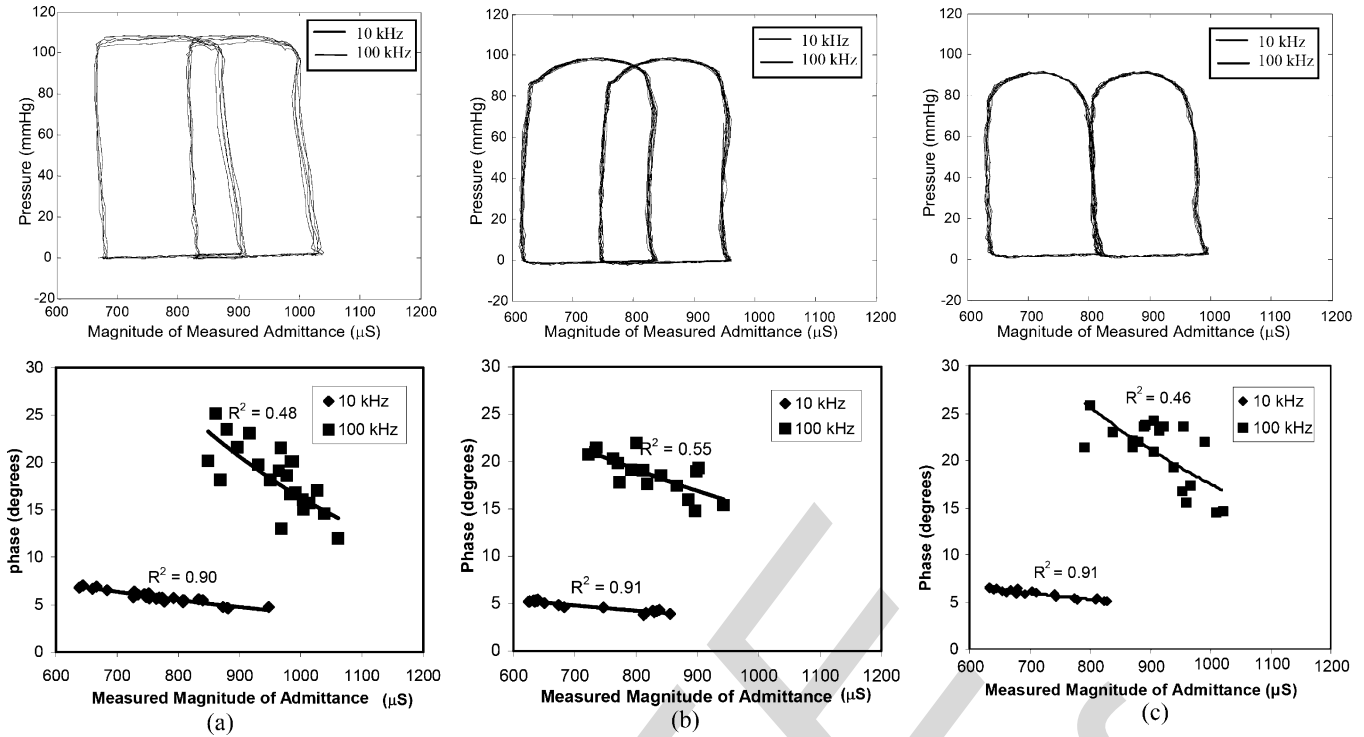 120
100
80
60
40
20
0
-20
Pressure (mmHg)
10 kHz
100 kHz
600 700 800 900 1000 1100 1200
Magnitude of Measured Admittance (µS)
120
100
80
60
40
20
0
-20
Pressure (mmHg)
10 kHz
100 kHz
600 700 800 900 1000 1100 1200
Magnitude of Measured Admittance (µS)
120
100
80
60
40
20
0
-20
Pressure (mmHg)
10 kHz
100 kHz
600 700 800 900 1000 1100 1200
Magnitude of Measured Admittance (µS)
30
25
20
15
10
5
0
phase (degrees)
R² = 0.48
R² = 0.90
10 kHz
100 kHz
600 700 800 900 1000 1100 1200
Measured Magnitude of Admittance (µS)
(a)
30
25
20
15
10
5
0
Phase (degrees)
R² = 0.55
R² = 0.91
10 kHz
100 kHz
600 700 800 900 1000 1100 1200
Measured Magnitude of Admittance (µS)
(b)
30
25
20
15
10
5
0
Phase (degrees)
R² = 0.46
R² = 0.91
10 kHz
100 kHz
600 700 800 900 1000 1100 1200
Measured Magnitude of Admittance (µS)
(c)